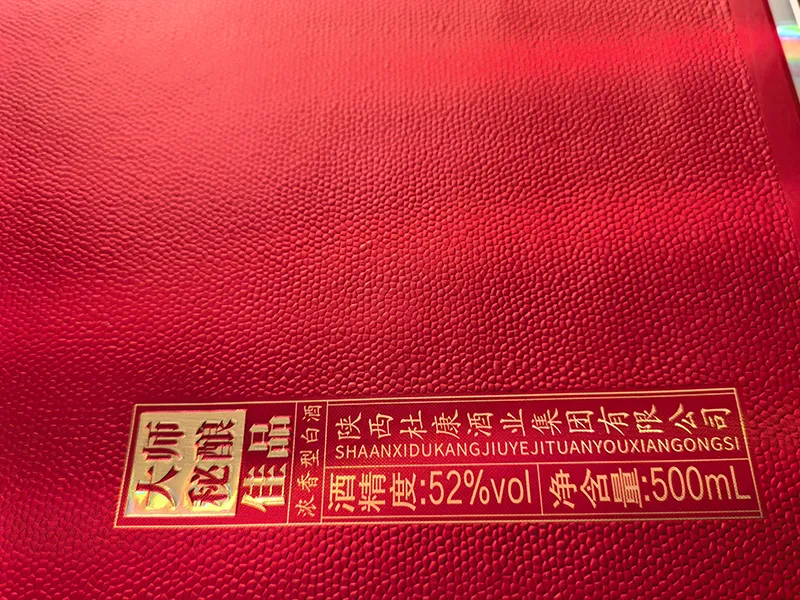 大师
秘酿
佳品
浓香型白酒
陕西杜康酒业集团有限公司
SHAANXIDUKANGJIUYEJITUANYOUXIANGONGSI
酒精度:52%vol
净含量:500mL